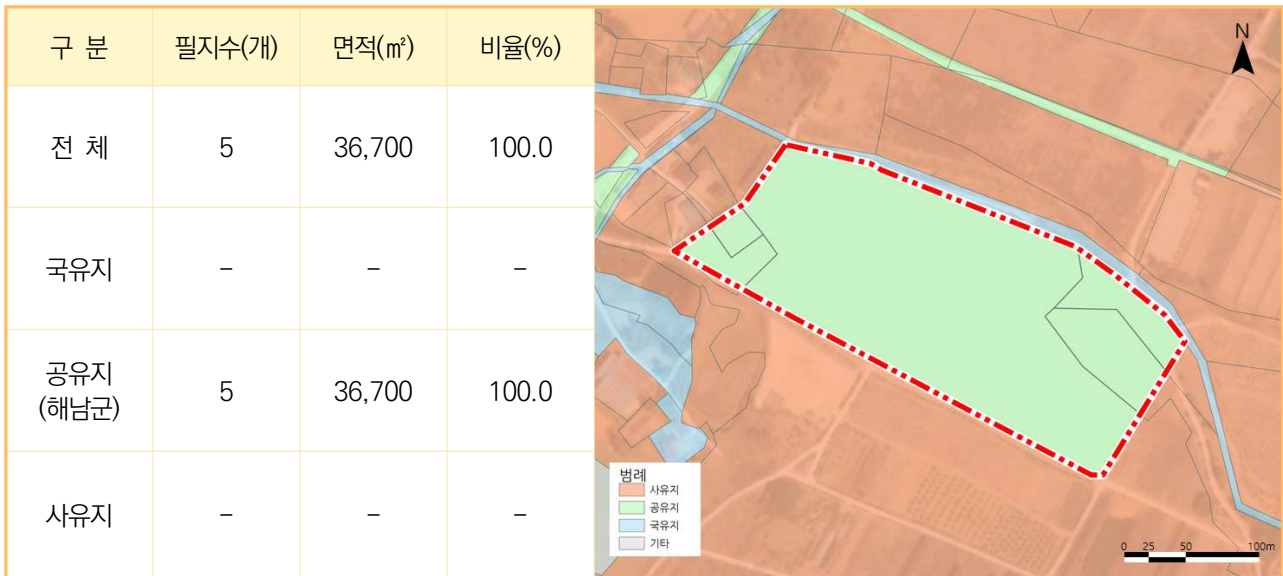 구 분 필지수(개) 면적(㎡) 비율(%)
전 체 5 36,700 100.0
국유지 – – –
공유지
(해남군) 5 36,700 100.0
사유지 – – –
N
범례
사유지
공유지
국유지
기타
0 25 50 100m